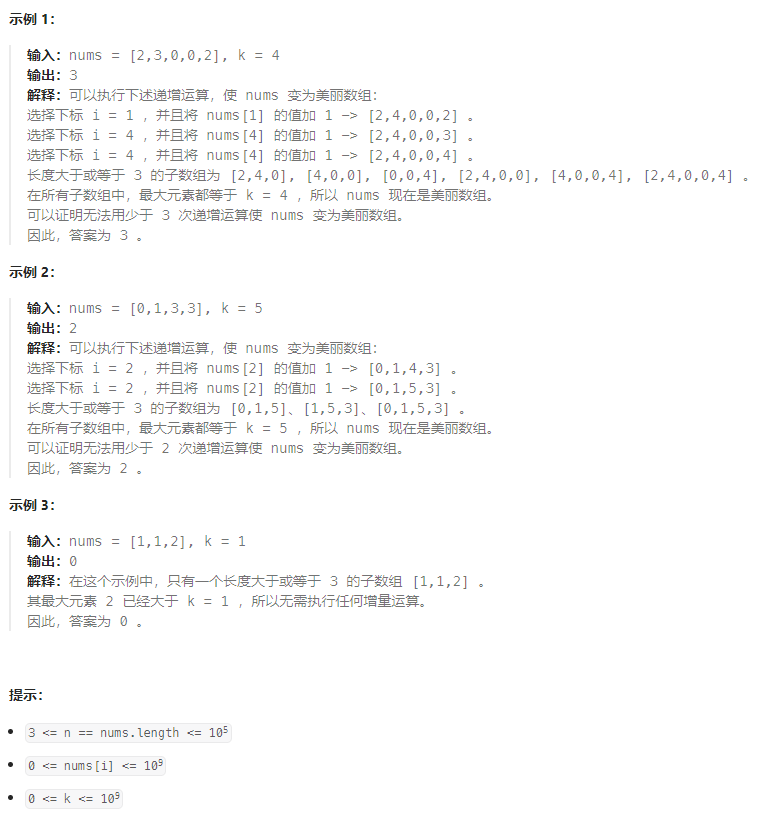 示例 1：
输入：nums = [2,3,0,0,2], k = 4
输出：3
解释：可以执行下述递增运算，使 nums 变为美丽数组：
选择下标 i = 1 ，并且将 nums[1] 的值加 1 -> [2,4,0,0,2] 。
选择下标 i = 4 ，并且将 nums[4] 的值加 1 -> [2,4,0,0,3] 。
选择下标 i = 4 ，并且将 nums[4] 的值加 1 -> [2,4,0,0,4] 。
长度大于或等于 3 的子数组为 [2,4,0], [4,0,0], [0,0,4], [2,4,0,0], [4,0,0,4], [2,4,0,0,4] 。
在所有子数组中，最大元素都等于 k = 4 ，所以 nums 现在是美丽数组。
可以证明无法用少于 3 次递增运算使 nums 变为美丽数组。
因此，答案为 3 。
示例 2：
输入：nums = [0,1,3,3], k = 5
输出：2
解释：可以执行下述递增运算，使 nums 变为美丽数组：
选择下标 i = 2 ，并且将 nums[2] 的值加 1 -> [0,1,4,3] 。
选择下标 i = 2 ，并且将 nums[2] 的值加 1 -> [0,1,5,3] 。
长度大于或等于 3 的子数组为 [0,1,5]、[1,5,3]、[0,1,5,3] 。
在所有子数组中，最大元素都等于 k = 5 ，所以 nums 现在是美丽数组。
可以证明无法用少于 2 次递增运算使 nums 变为美丽数组。
因此，答案为 2 。
示例 3：
输入：nums = [1,1,2], k = 1
输出：0
解释：在这个示例中，只有一个长度大于或等于 3 的子数组 [1,1,2] 。
其最大元素 2 已经大于 k = 1 ，所以无需执行任何增量运算。
因此，答案为 0 。
提示：
3 <= n == nums.length <= 10⁵
0 <= nums[i] <= 10⁹
0 <= k <= 10⁹